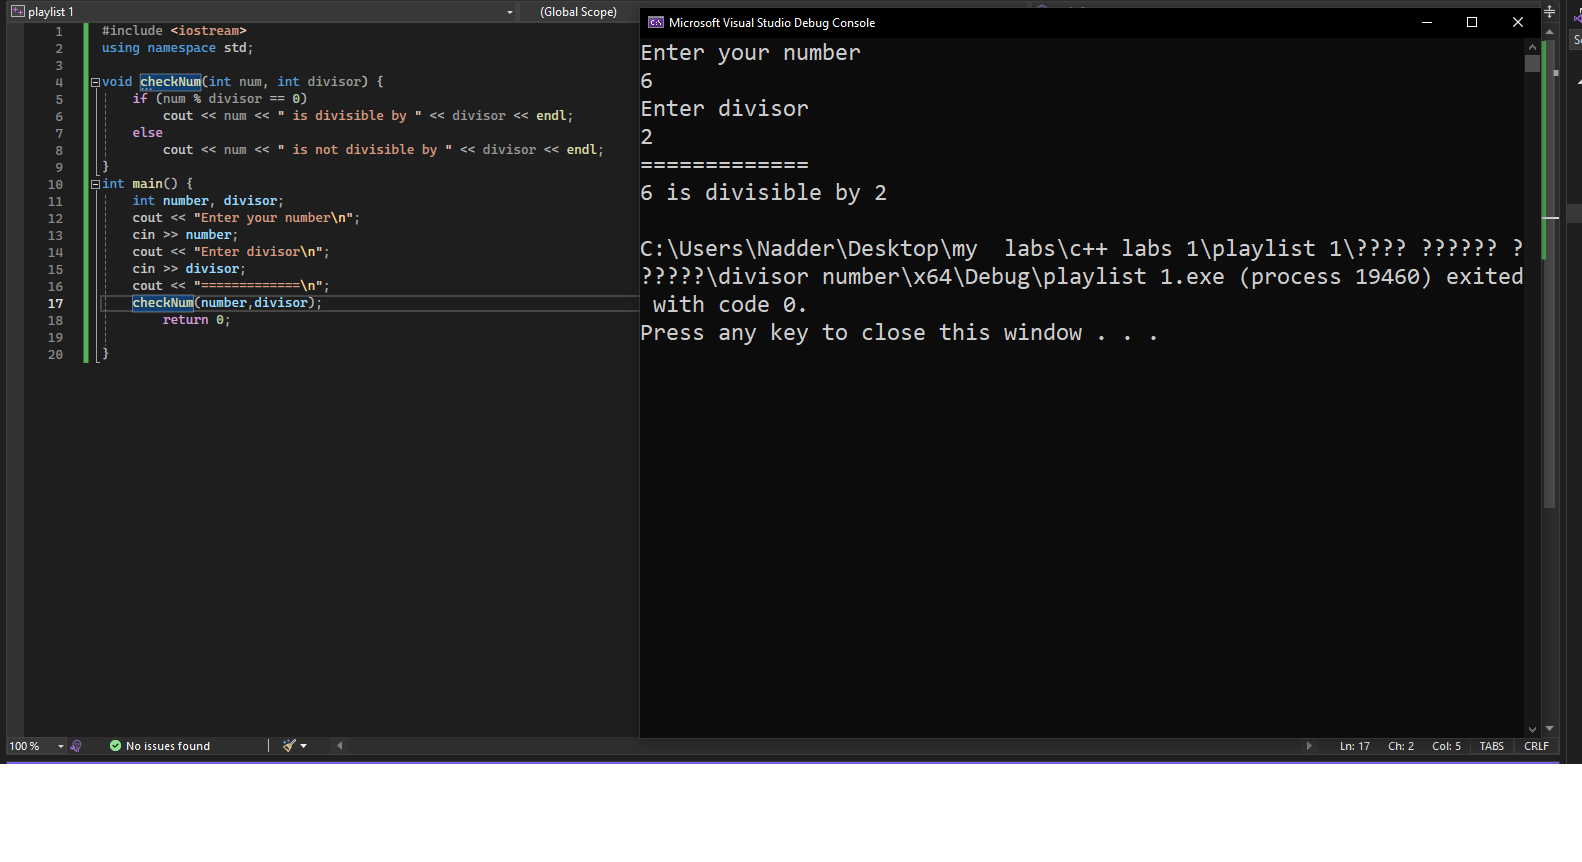 playlist 1
(Global Scope)
1 #include <iostream>
2 using namespace std;
3
4 void checkNum(int num, int divisor) {
5 if (num % divisor == 0)
6 cout << num << " is divisible by " << divisor << endl;
7 else
8 cout << num << " is not divisible by " << divisor << endl;
9 }
10 int main() {
11 int number, divisor;
12 cout << "Enter your number\n";
13 cin >> number;
14 cout << "Enter divisor\n";
15 cin >> divisor;
16 cout << "=============\n";
17 checkNum(number,divisor);
18 return 0;
19
20 }
Microsoft Visual Studio Debug Console
Enter your number
6
Enter divisor
2
=============
6 is divisible by 2
C:\Users\Nadder\Desktop\my  labs\c++ labs 1\playlist 1\???? ?????? ?
?????\divisor number\x64\Debug\playlist 1.exe (process 19460) exited
with code 0.
Press any key to close this window . . .
100 %
No issues found
Ln: 17 Ch: 2 Col: 5 TABS CRLF